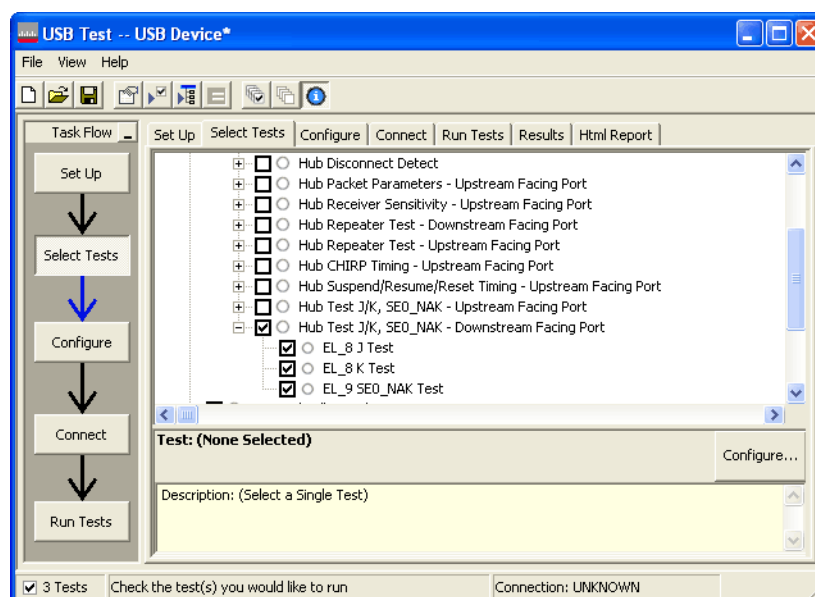 USB Test -- USB Device*
File View Help
Task Flow
Set Up
Select Tests
Configure
Connect
Run Tests
Set Up Select Tests Configure Connect Run Tests Results Html Report
Hub Disconnect Detect
Hub Packet Parameters - Upstream Facing Port
Hub Receiver Sensitivity - Upstream Facing Port
Hub Repeater Test - Downstream Facing Port
Hub Repeater Test - Upstream Facing Port
Hub CHIRP Timing - Upstream Facing Port
Hub Suspend/Resume/Reset Timing - Upstream Facing Port
Hub Test J/K, SE0_NAK - Upstream Facing Port
Hub Test J/K, SE0_NAK - Downstream Facing Port
EL_8 J Test
EL_8 K Test
EL_9 SE0_NAK Test
Test: (None Selected)
Configure...
Description: (Select a Single Test)
3 Tests Check the test(s) you would like to run Connection: UNKNOWN